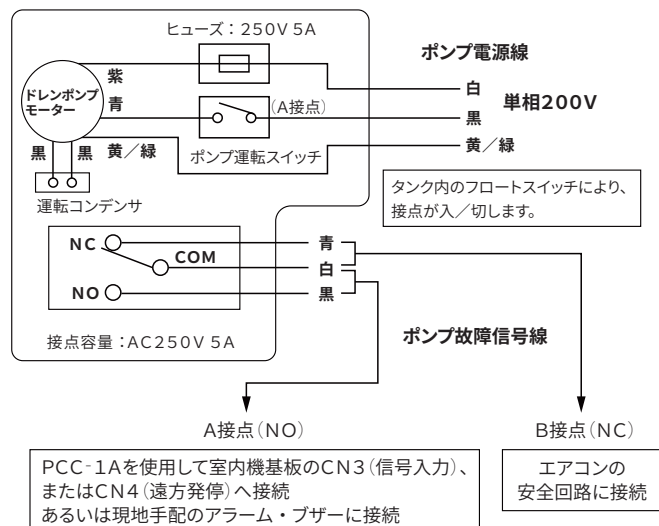 ヒューズ：250V 5A
ポンプ電源線
紫
白
単相200V
ドレンポンプ
モーター
青
(A接点)
黒
黒
黒
黄／緑
ポンプ運転スイッチ
黄／緑
運転コンデンサ
タンク内のフロートスイッチにより、
接点が入／切します。
NC
COM
NO
青
白
黒
接点容量：AC250V 5A
ポンプ故障信号線
A接点(NO)
B接点(NC)
PCC-1Aを使用して室内機基板のCN3(信号入力)、
またはCN4(遠方発停)へ接続
あるいは現地手配のアラーム・ブザーに接続
エアコンの
安全回路に接続